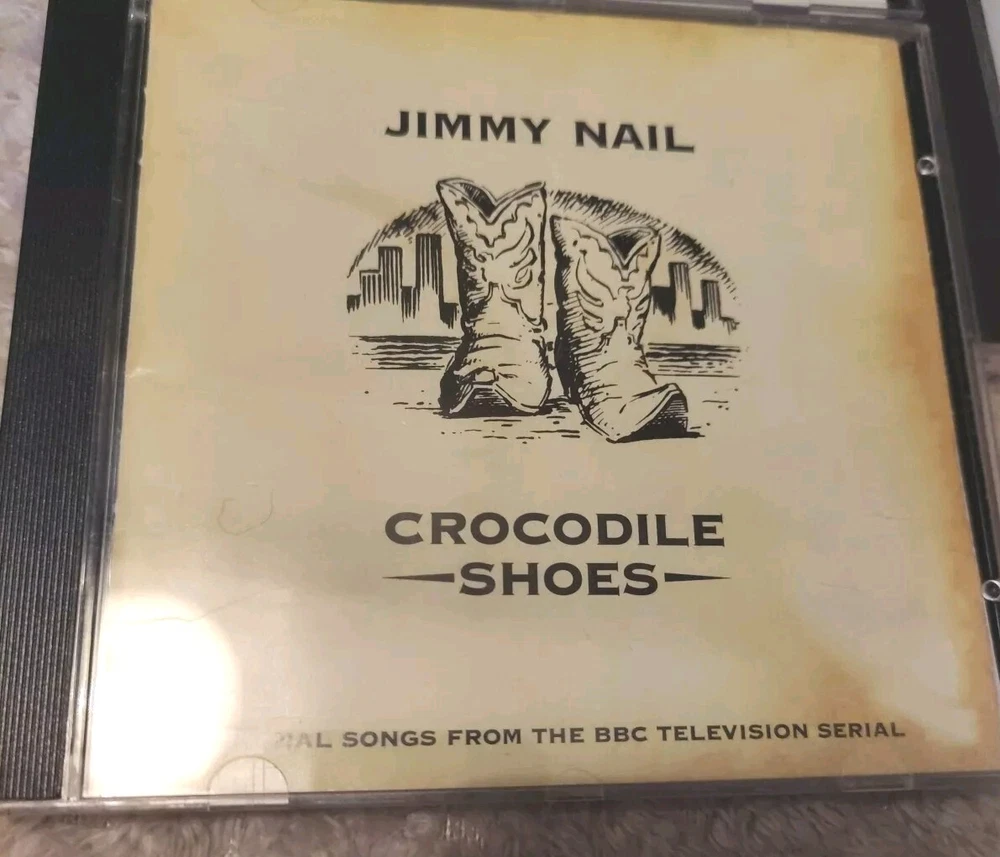 JIMMY NAIL
CROCODILE
SHOES
SONGS FROM THE BBC TELEVISION SERIAL